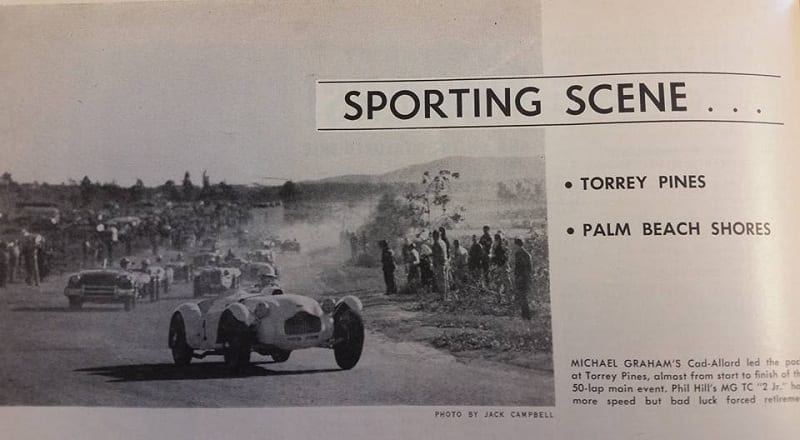 SPORTING SCENE . . .
• TORREY PINES
• PALM BEACH SHORES
MICHAEL GRAHAM'S Cad-Allard led the pac
at Torrey Pines, almost from start to finish of th
50-lap main event. Phil Hill's MG TC "2 Jr." ha
more speed but bad luck forced retireme
PHOTO BY JACK CAMPBELL